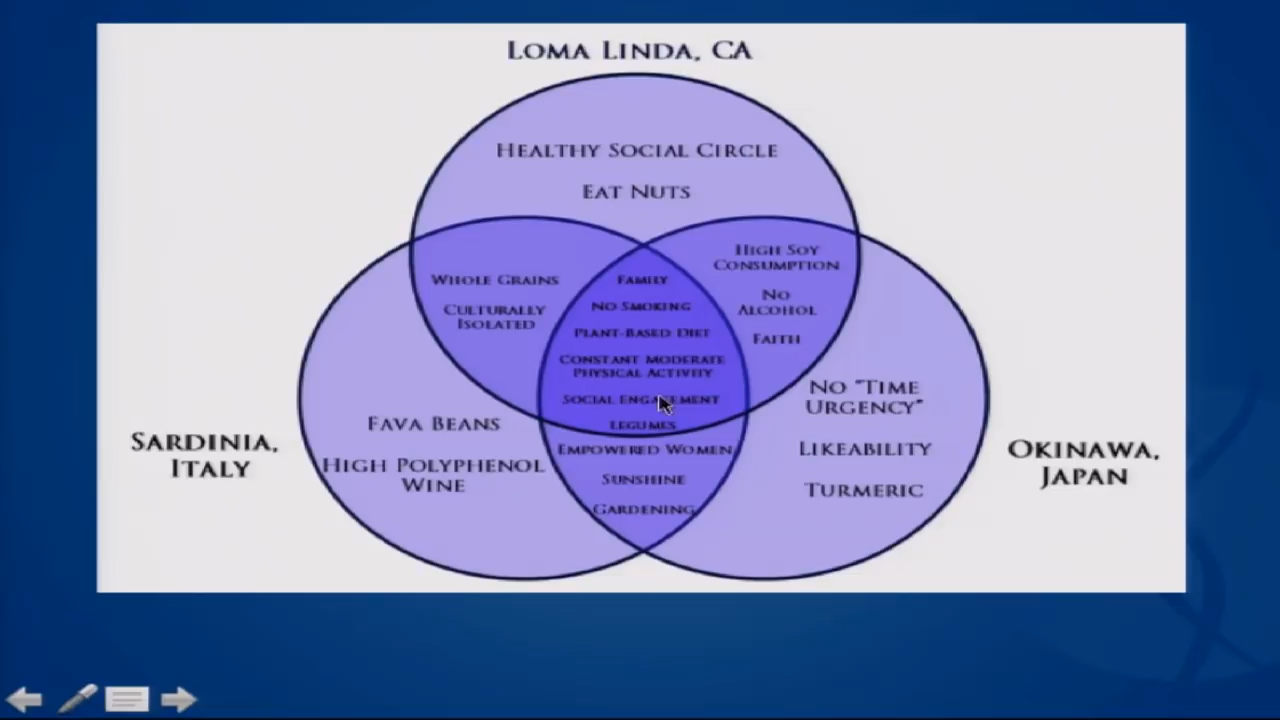 LOMA LINDA, CA
HEALTHY SOCIAL CIRCLE
EAT NUTS
WHOLE GRAINS
CULTURALLY
ISOLATED
FAMILY
NO SMOKING
PLANT-BASED DIET
CONSTANT MODERATE
PHYSICAL ACTIVITY
SOCIAL ENGAGEMENT
LEGUMES
HIGH SOY
CONSUMPTION
NO
ALCOHOL
FAITH
SARDINIA,
ITALY
FAVA BEANS
HIGH POLYPHENOL
WINE
EMPOWERED WOMEN
SUNSHINE
GARDENING
NO "TIME
URGENCY"
LIKEABILITY
TURMERIC
OKINAWA,
JAPAN